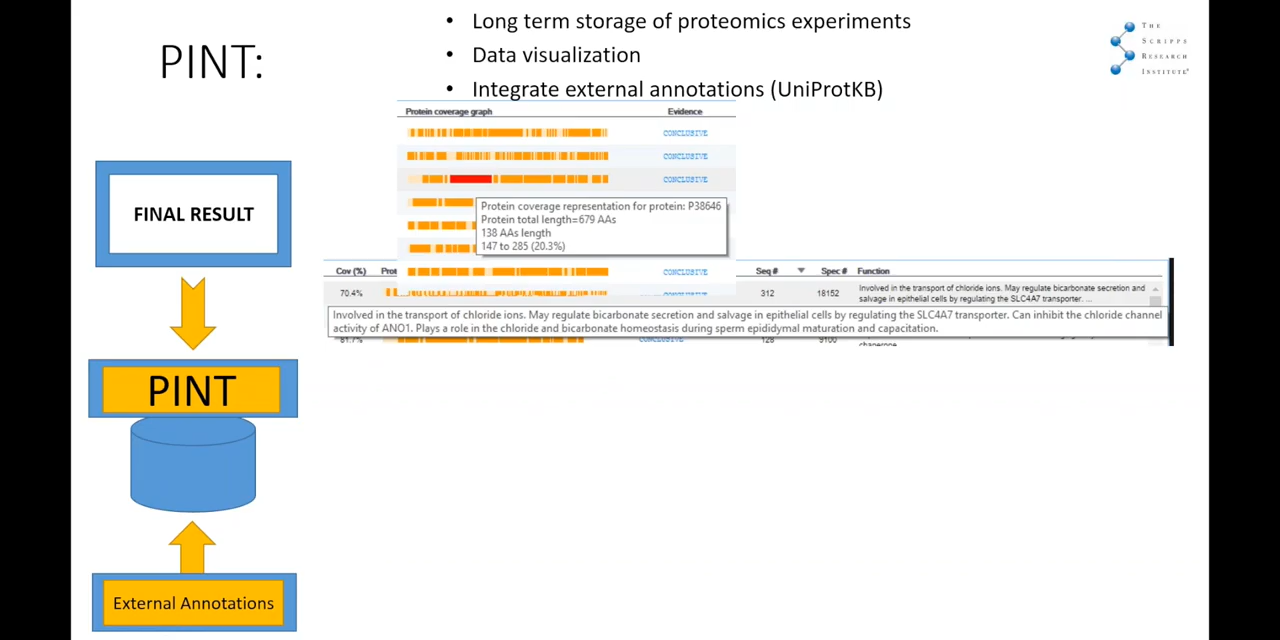 PINT:
• Long term storage of proteomics experiments
• Data visualization
• Integrate external annotations (UniProtKB)
THE
SCRIPPS
RESEARCH
INSTITUTE
FINAL RESULT
PINT
External Annotations
Protein coverage graph Evidence
CONCLUSIVE
CONCLUSIVE
CONCLUSIVE
Protein coverage representation for protein: P38646
Protein total length=679 AAs
138 AAs length
147 to 285 (20.3%)
CONCLUSIVE
Cov (%) Prot Seq # Spec # Function
70.4% 312 18152 Involved in the transport of chloride ions. May regulate bicarbonate secretion and
salvage in epithelial cells by regulating the SLC4A7 transporter. ...
Involved in the transport of chloride ions. May regulate bicarbonate secretion and salvage in epithelial cells by regulating the SLC4A7 transporter. Can inhibit the chloride channel
activity of ANO1. Plays a role in the chloride and bicarbonate homeostasis during sperm epididymal maturation and capacitation.